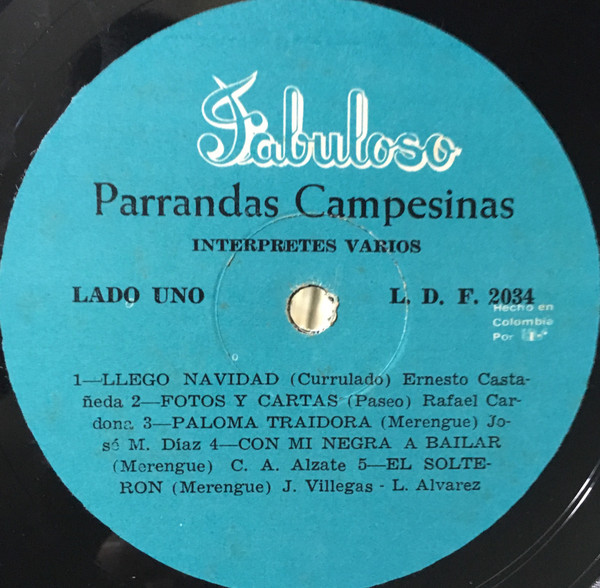 Fabuloso
Parrandas Campesinas
INTERPRETES VARIOS
LADO UNO L. D. F. 2034
Hecho en
Colombia
Por
1—LLEGO NAVIDAD (Currulado) Ernesto Casta-
ñeda 2—FOTOS Y CARTAS (Paseo) Rafael Car-
dona 3—PALOMA TRAIDORA (Merengue) Jo-
sé M. Díaz 4—CON MI NEGRA A BAILAR
(Merengue) C. A. Alzate 5—EL SOLTE-
RON (Merengue) J. Villegas - L. Alvarez